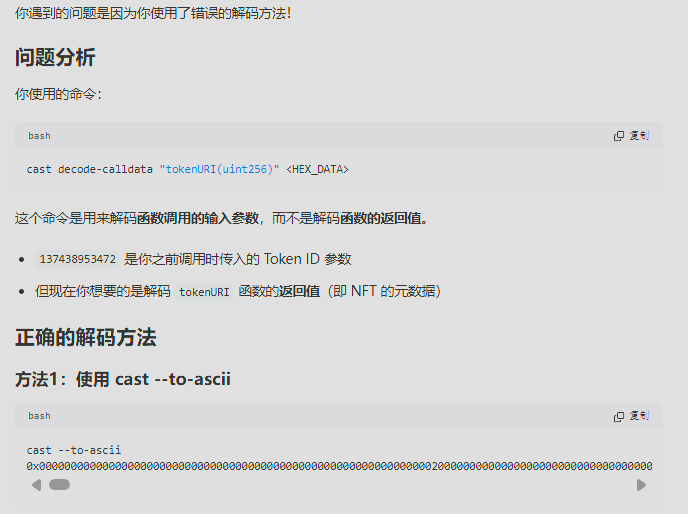 你遇到的问题是因为你使用了错误的解码方法！
问题分析
你使用的命令：
bash
复制
cast decode-calldata "tokenURI(uint256)" <HEX_DATA>
这个命令是用来解码函数调用的输入参数，而不是解码函数的返回值。
137438953472 是你之前调用时传入的 Token ID 参数
但现在你想要的是解码 tokenURI 函数的返回值（即 NFT 的元数据）
正确的解码方法
方法1：使用 cast --to-ascii
bash
复制
cast --to-ascii